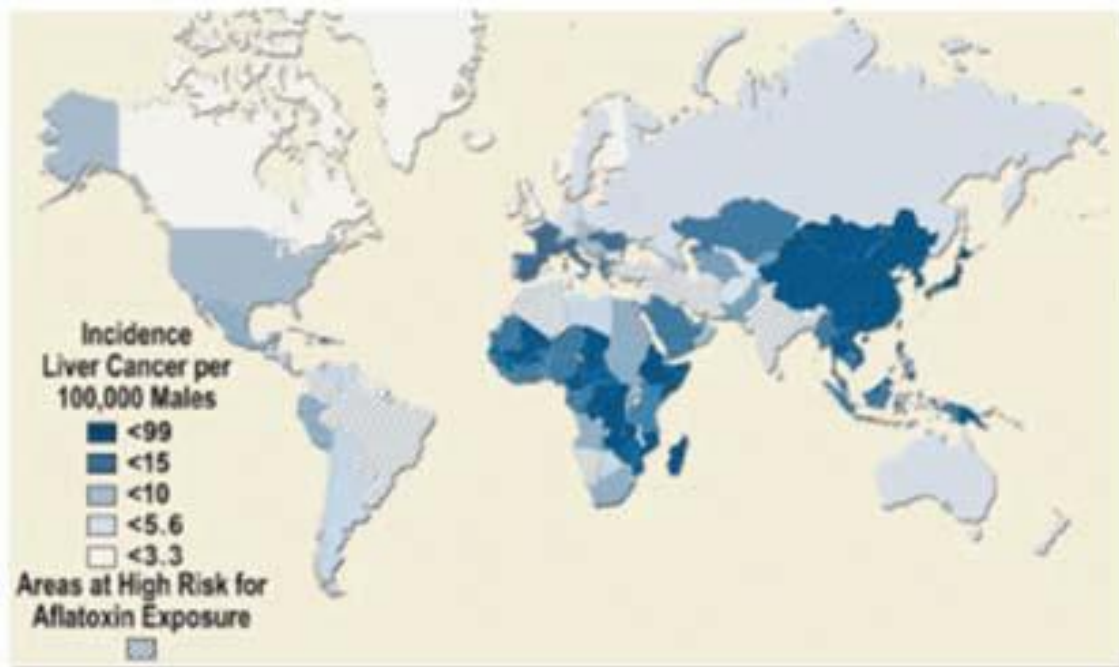 Incidence
Liver Cancer per
100,000 Males
<99
<15
<10
<5.6
<3.3
Areas at High Risk for
Aflatoxin Exposure